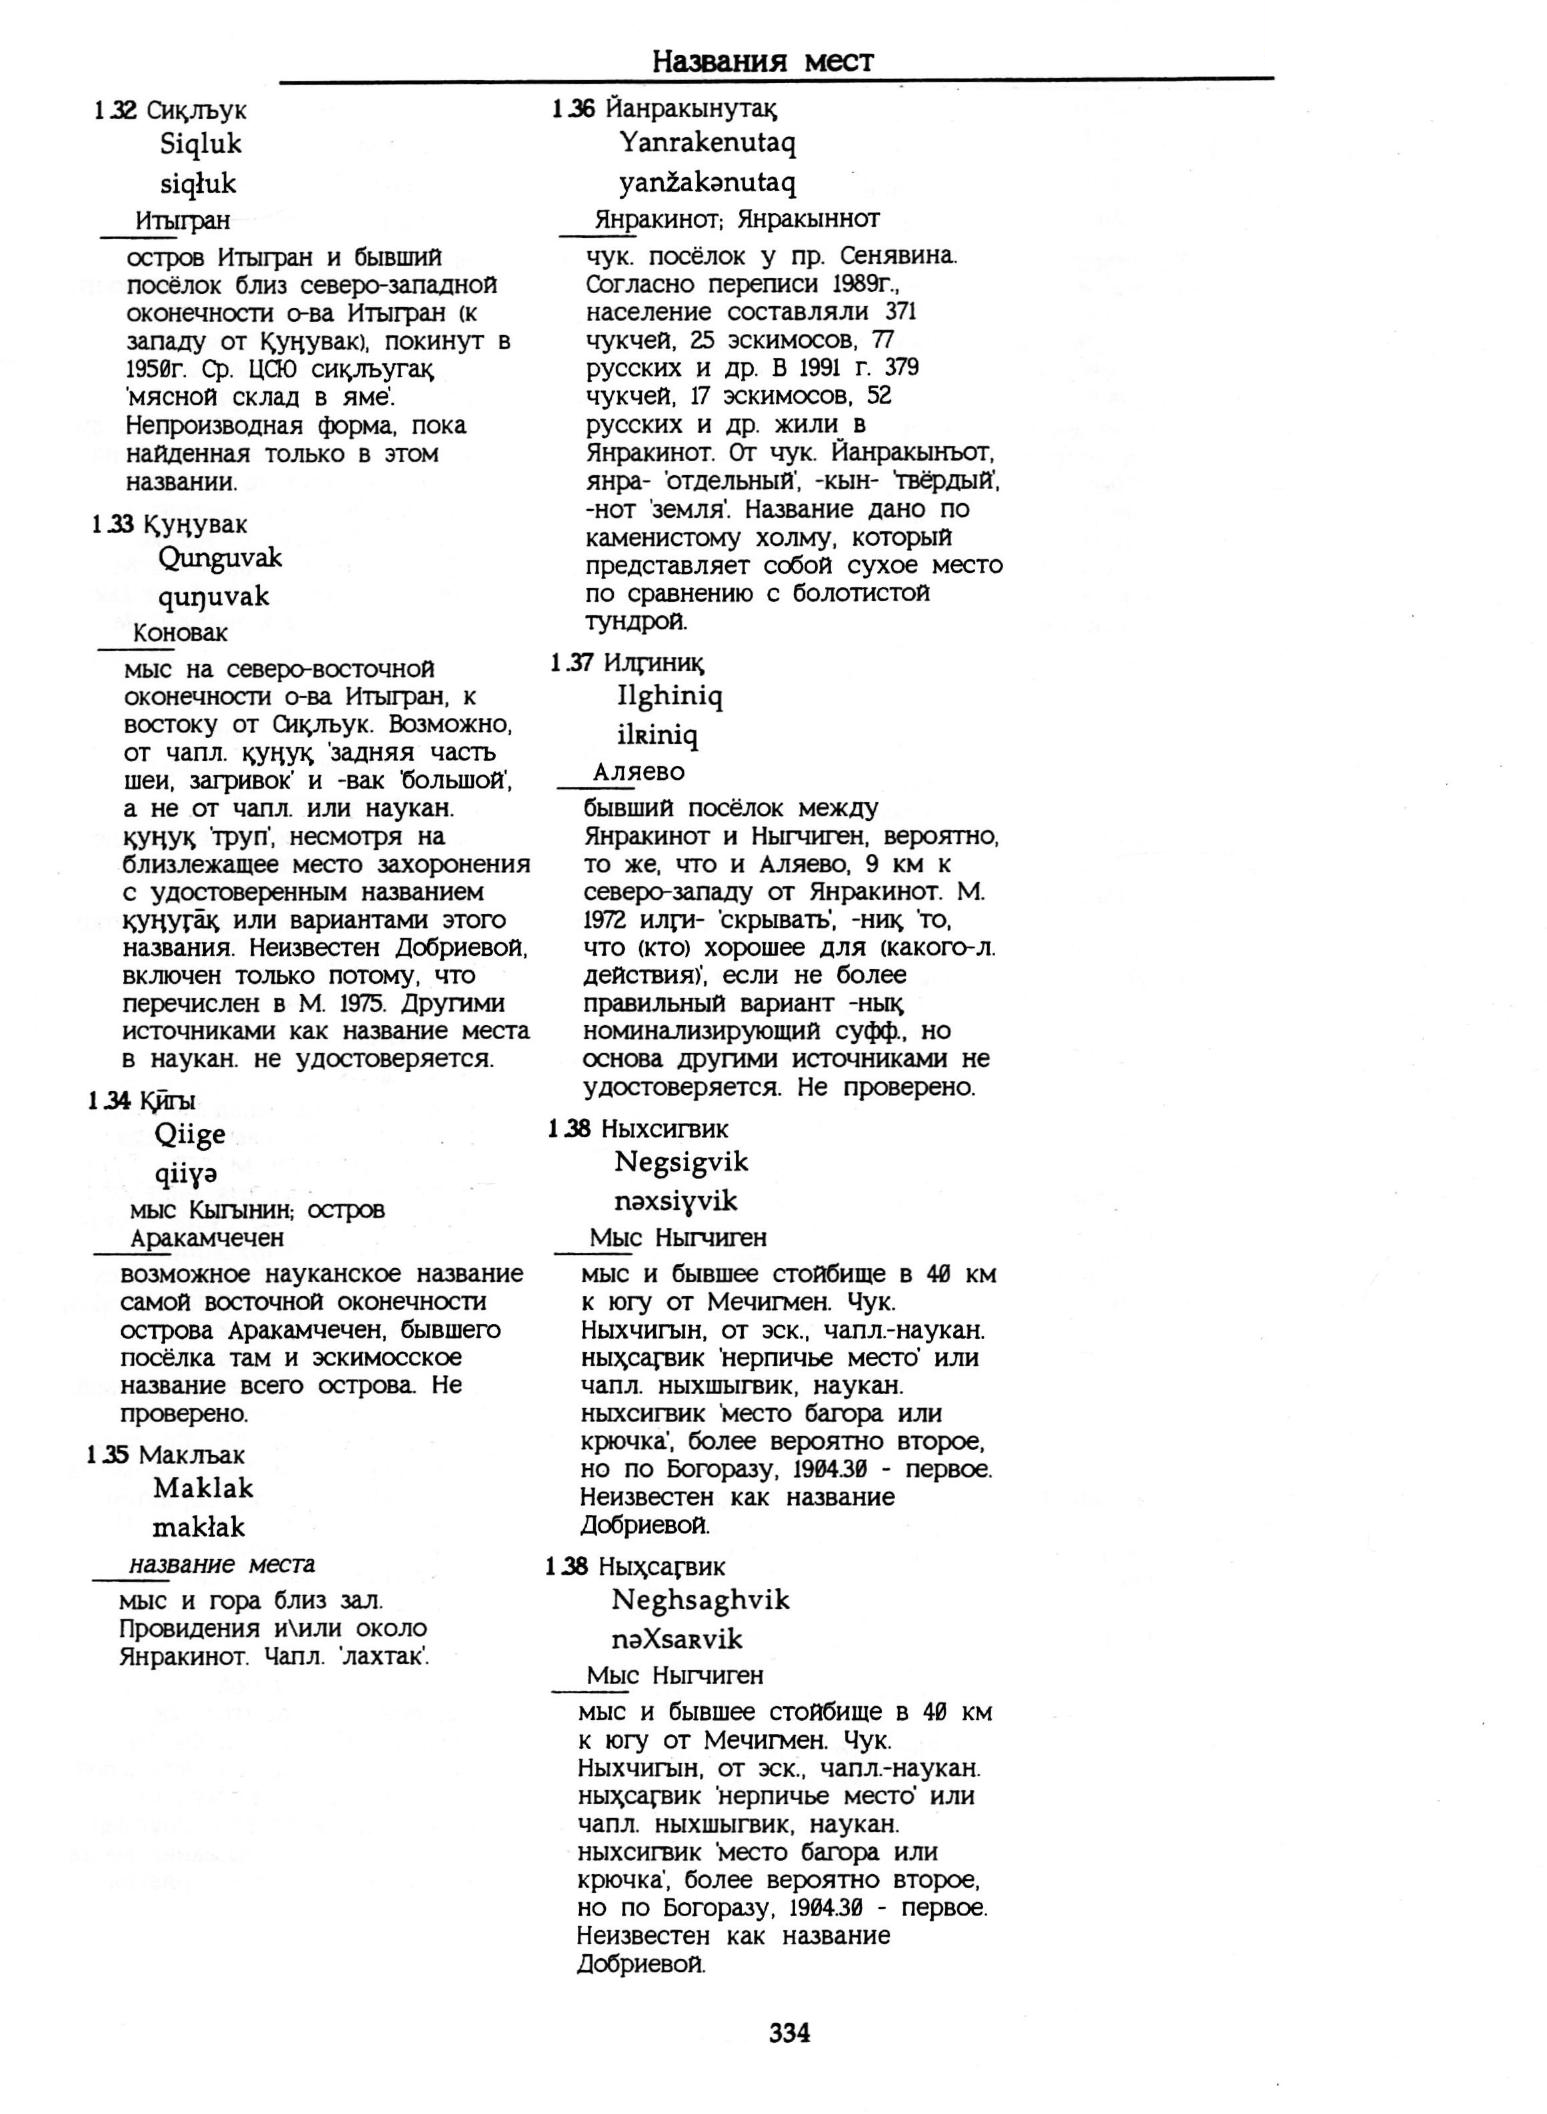 Названия мест
1.32 Сиқлъук
Siqluk
siqłuk
Итыгран
остров Итыгран и бывший
посёлок близ северо-западной
оконечности о-ва Итыгран (к
западу от Қуңувак), покинут в
1950г. Ср. ЦСЮ сиқлъугақ
'мясной склад в яме'.
Непроизводная форма, пока
найденная только в этом
названии.
1.33 Қуңувак
Qunguvak
quŋuvak
Коновак
мыс на северо-восточной
оконечности о-ва Итыгран, к
востоку от Сиқлъук. Возможно,
от чапл. қуңуқ 'задняя часть
шеи, загривок' и -вак 'большой',
а не от чапл. или наукан.
қуңуқ 'труп', несмотря на
близлежащее место захоронения
с удостоверенным названием
қуңуӷа̄қ или вариантами этого
названия. Неизвестен Добриевой,
включен только потому, что
перечислен в М. 1975. Другими
источниками как название места
в наукан. не удостоверяется.
1.34 Қӣгы
Qiige
qiiɣə
мыс Кыгынин; остров
Аракамчечен
возможное науканское название
самой восточной оконечности
острова Аракамчечен, бывшего
посёлка там и эскимосское
название всего острова. Не
проверено.
1.35 Маклъак
Maklak
makłak
название места
мыс и гора близ зал.
Провидения и\или около
Янракинот. Чапл. 'лахтак'.
1.36 Йанракынутақ
Yanrakenutaq
yanžakənutaq
Янракинот; Янракыннот
чук. посёлок у пр. Сенявина.
Согласно переписи 1989г.,
население составляли 371
чукчей, 25 эскимосов, 77
русских и др. В 1991 г. 379
чукчей, 17 эскимосов, 52
русских и др. жили в
Янракинот. От чук. Йанракынъот,
янра- 'отдельный', -кын- 'твёрдый',
-нот 'земля'. Название дано по
каменистому холму, который
представляет собой сухое место
по сравнению с болотистой
тундрой.
1.37 Илӷиниқ
Ilghiniq
ilʀiniq
Аляево
бывший посёлок между
Янракинот и Ныгчиген, вероятно,
то же, что и Аляево, 9 км к
северо-западу от Янракинот. М.
1972 илӷи- 'скрывать', -ниқ 'то,
что (кто) хорошее для (какого-л.
действия)', если не более
правильный вариант -нық
номинализирующий суфф., но
основа другими источниками не
удостоверяется. Не проверено.
1.38 Ныхсигвик
Negsigvik
nəxsiɣvik
Мыс Ныгчиген
мыс и бывшее стойбище в 40 км
к югу от Мечигмен. Чук.
Ныхчигын, от эск., чапл.-наукан.
ныҳсаӷвик 'нерпичье место' или
чапл. ныхшыгвик, наукан.
ныхсигвик 'место багора или
крючка', более вероятно второе,
но по Богоразу, 1904.30 - первое.
Неизвестен как название
Добриевой.
1.38 Ныҳсаӷвик
Neghsaghvik
nəXsaʀvik
Мыс Ныгчиген
мыс и бывшее стойбище в 40 км
к югу от Мечигмен. Чук.
Ныхчигын, от эск., чапл.-наукан.
ныҳсаӷвик 'нерпичье место' или
чапл. ныхшыгвик, наукан.
ныхсигвик 'место багора или
крючка', более вероятно второе,
но по Богоразу, 1904.30 - первое.
Неизвестен как название
Добриевой.
334